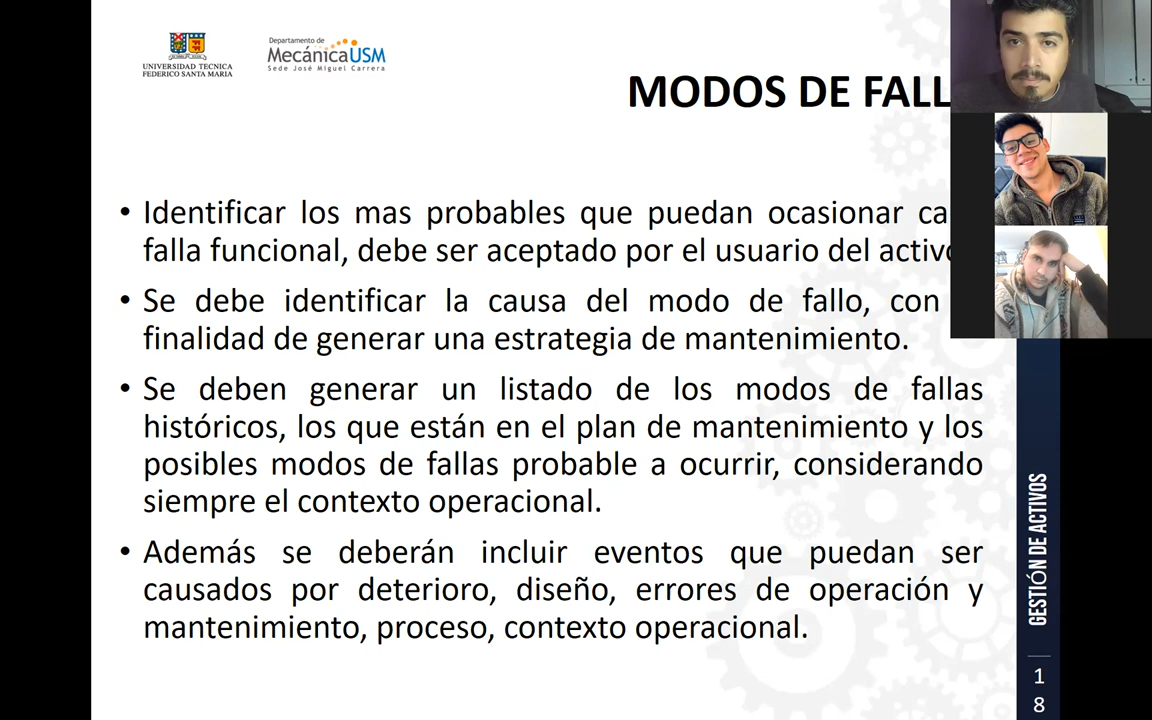 UNIVERSIDAD TECNICA
FEDERICO SANTA MARIA
Departamento de
MecánicaUSM
Sede José Miguel Carrera
MODOS DE FALL
• Identificar los mas probables que puedan ocasionar
falla funcional, debe ser aceptado por el usuario del activo
• Se debe identificar la causa del modo de fallo, con
finalidad de generar una estrategia de mantenimiento.
• Se deben generar un listado de los modos de fallas
históricos, los que están en el plan de mantenimiento y los
posibles modos de fallas probable a ocurrir, considerando
siempre el contexto operacional.
• Además se deberán incluir eventos que puedan ser
causados por deterioro, diseño, errores de operación y
mantenimiento, proceso, contexto operacional.
GESTIÓN DE ACTIVOS
1
8